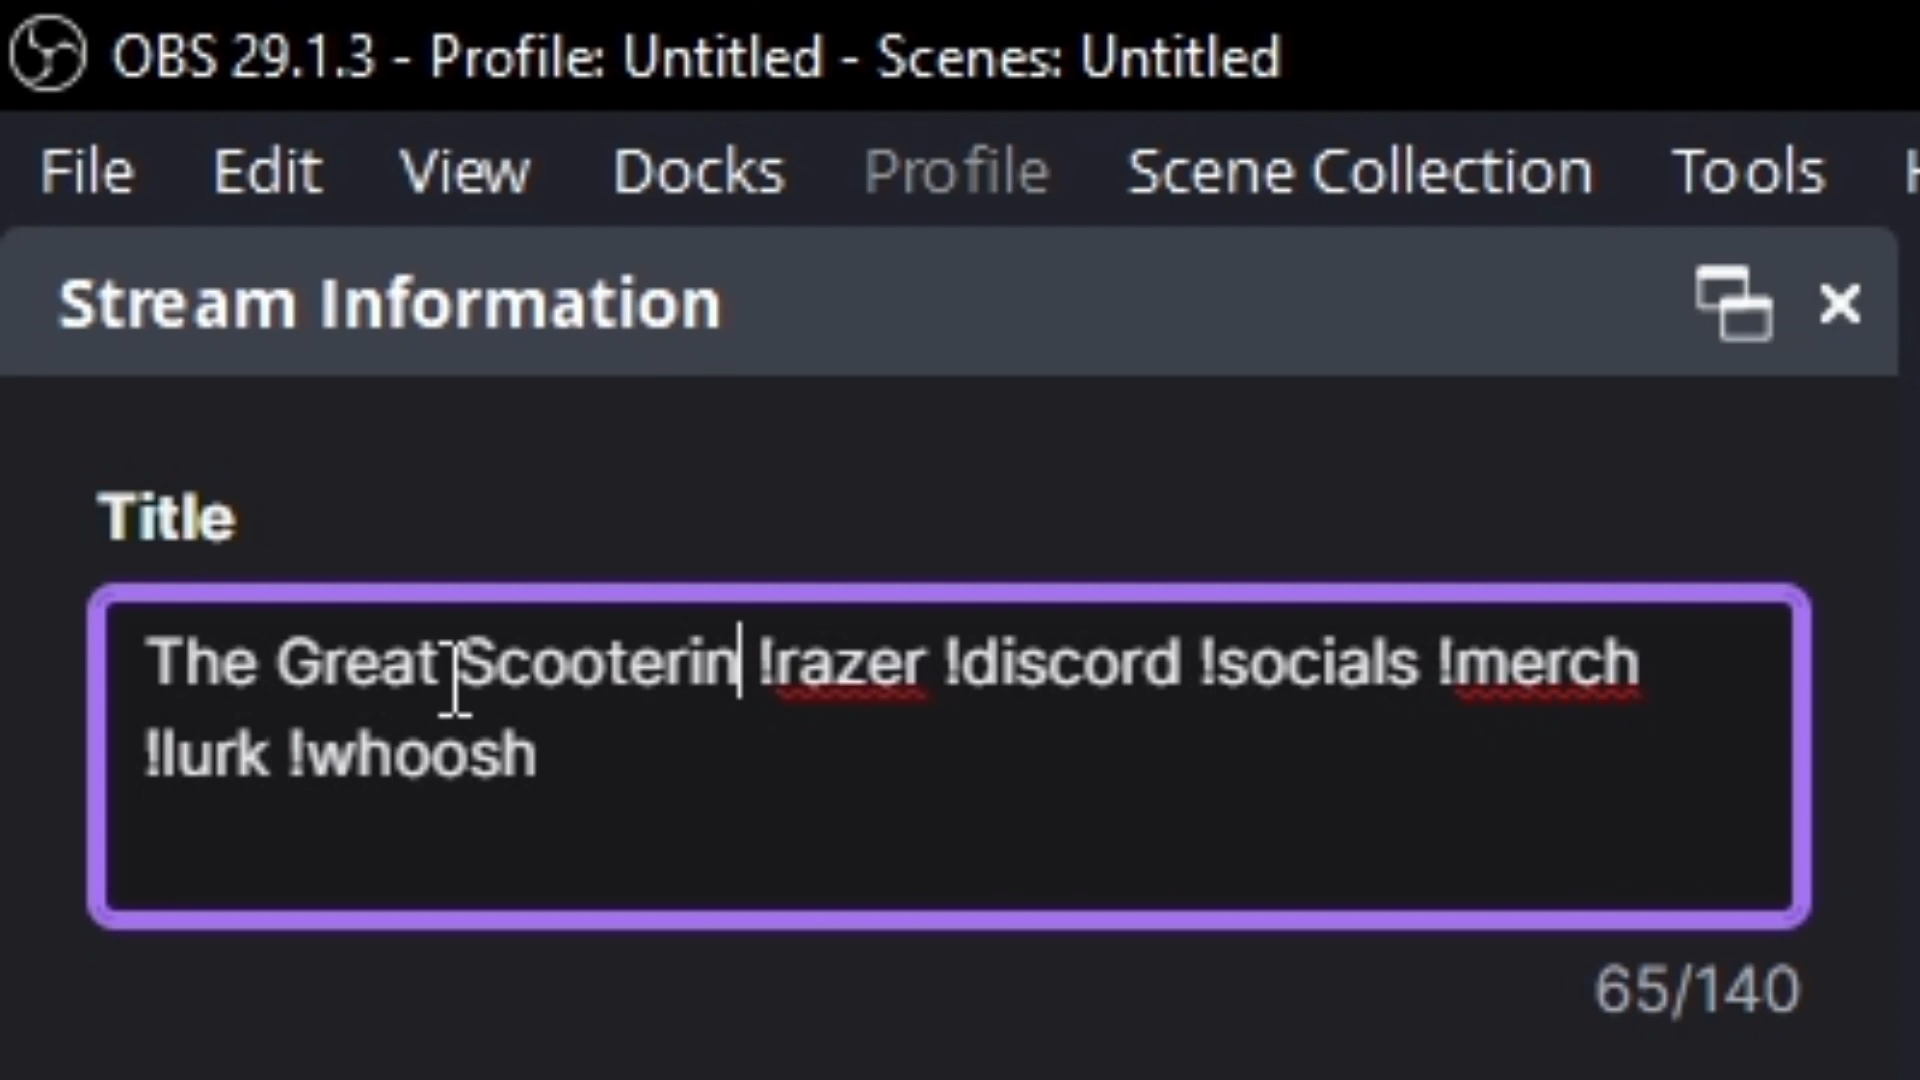 OBS 29.1.3 - Profile: Untitled - Scenes: Untitled
File Edit View Docks Profile Scene Collection Tools
Stream Information
Title
The Great Scooterin !razer !discord !socials !merch
!lurk !whoosh
65/140